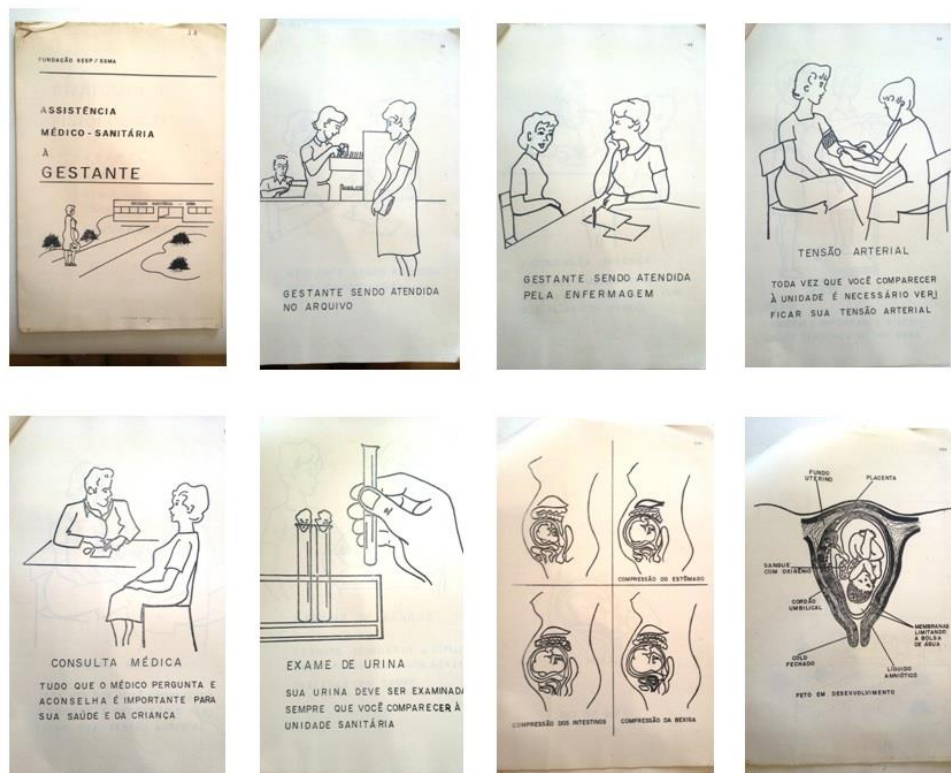 FUNDAÇÃO SESP / SSMA
ASSISTÊNCIA
MÉDICO - SANITÁRIA
À
GESTANTE
GESTANTE SENDO ATENDIDA
NO ARQUIVO
GESTANTE SENDO ATENDIDA
PELA ENFERMAGEM
TENSÃO ARTERIAL
TODA VEZ QUE VOCÊ COMPARECER
À UNIDADE É NECESSÁRIO VERI
FICAR SUA TENSÃO ARTERIAL
CONSULTA MÉDICA
TUDO QUE O MÉDICO PERGUNTA E
ACONSELHA É IMPORTANTE PARA
SUA SAÚDE E DA CRIANÇA
EXAME DE URINA
SUA URINA DEVE SER EXAMINADA
SEMPRE QUE VOCÊ COMPARECER À
UNIDADE SANITÁRIA
COMPRESSÃO DO ESTÔMAGO
COMPRESSÃO DOS INTESTINOS
COMPRESSÃO DA BEXIGA
FUNDO
UTERINO
PLACENTA
SANGUE
COM OXIGÊNIO
CORDÃO
UMBILICAL
MEMBRANAS
LIMITANDO
A BOLSA
DE ÁGUA
COLO
FECHADO
LÍQUIDO
AMNIÓTICO
FETO EM DESENVOLVIMENTO